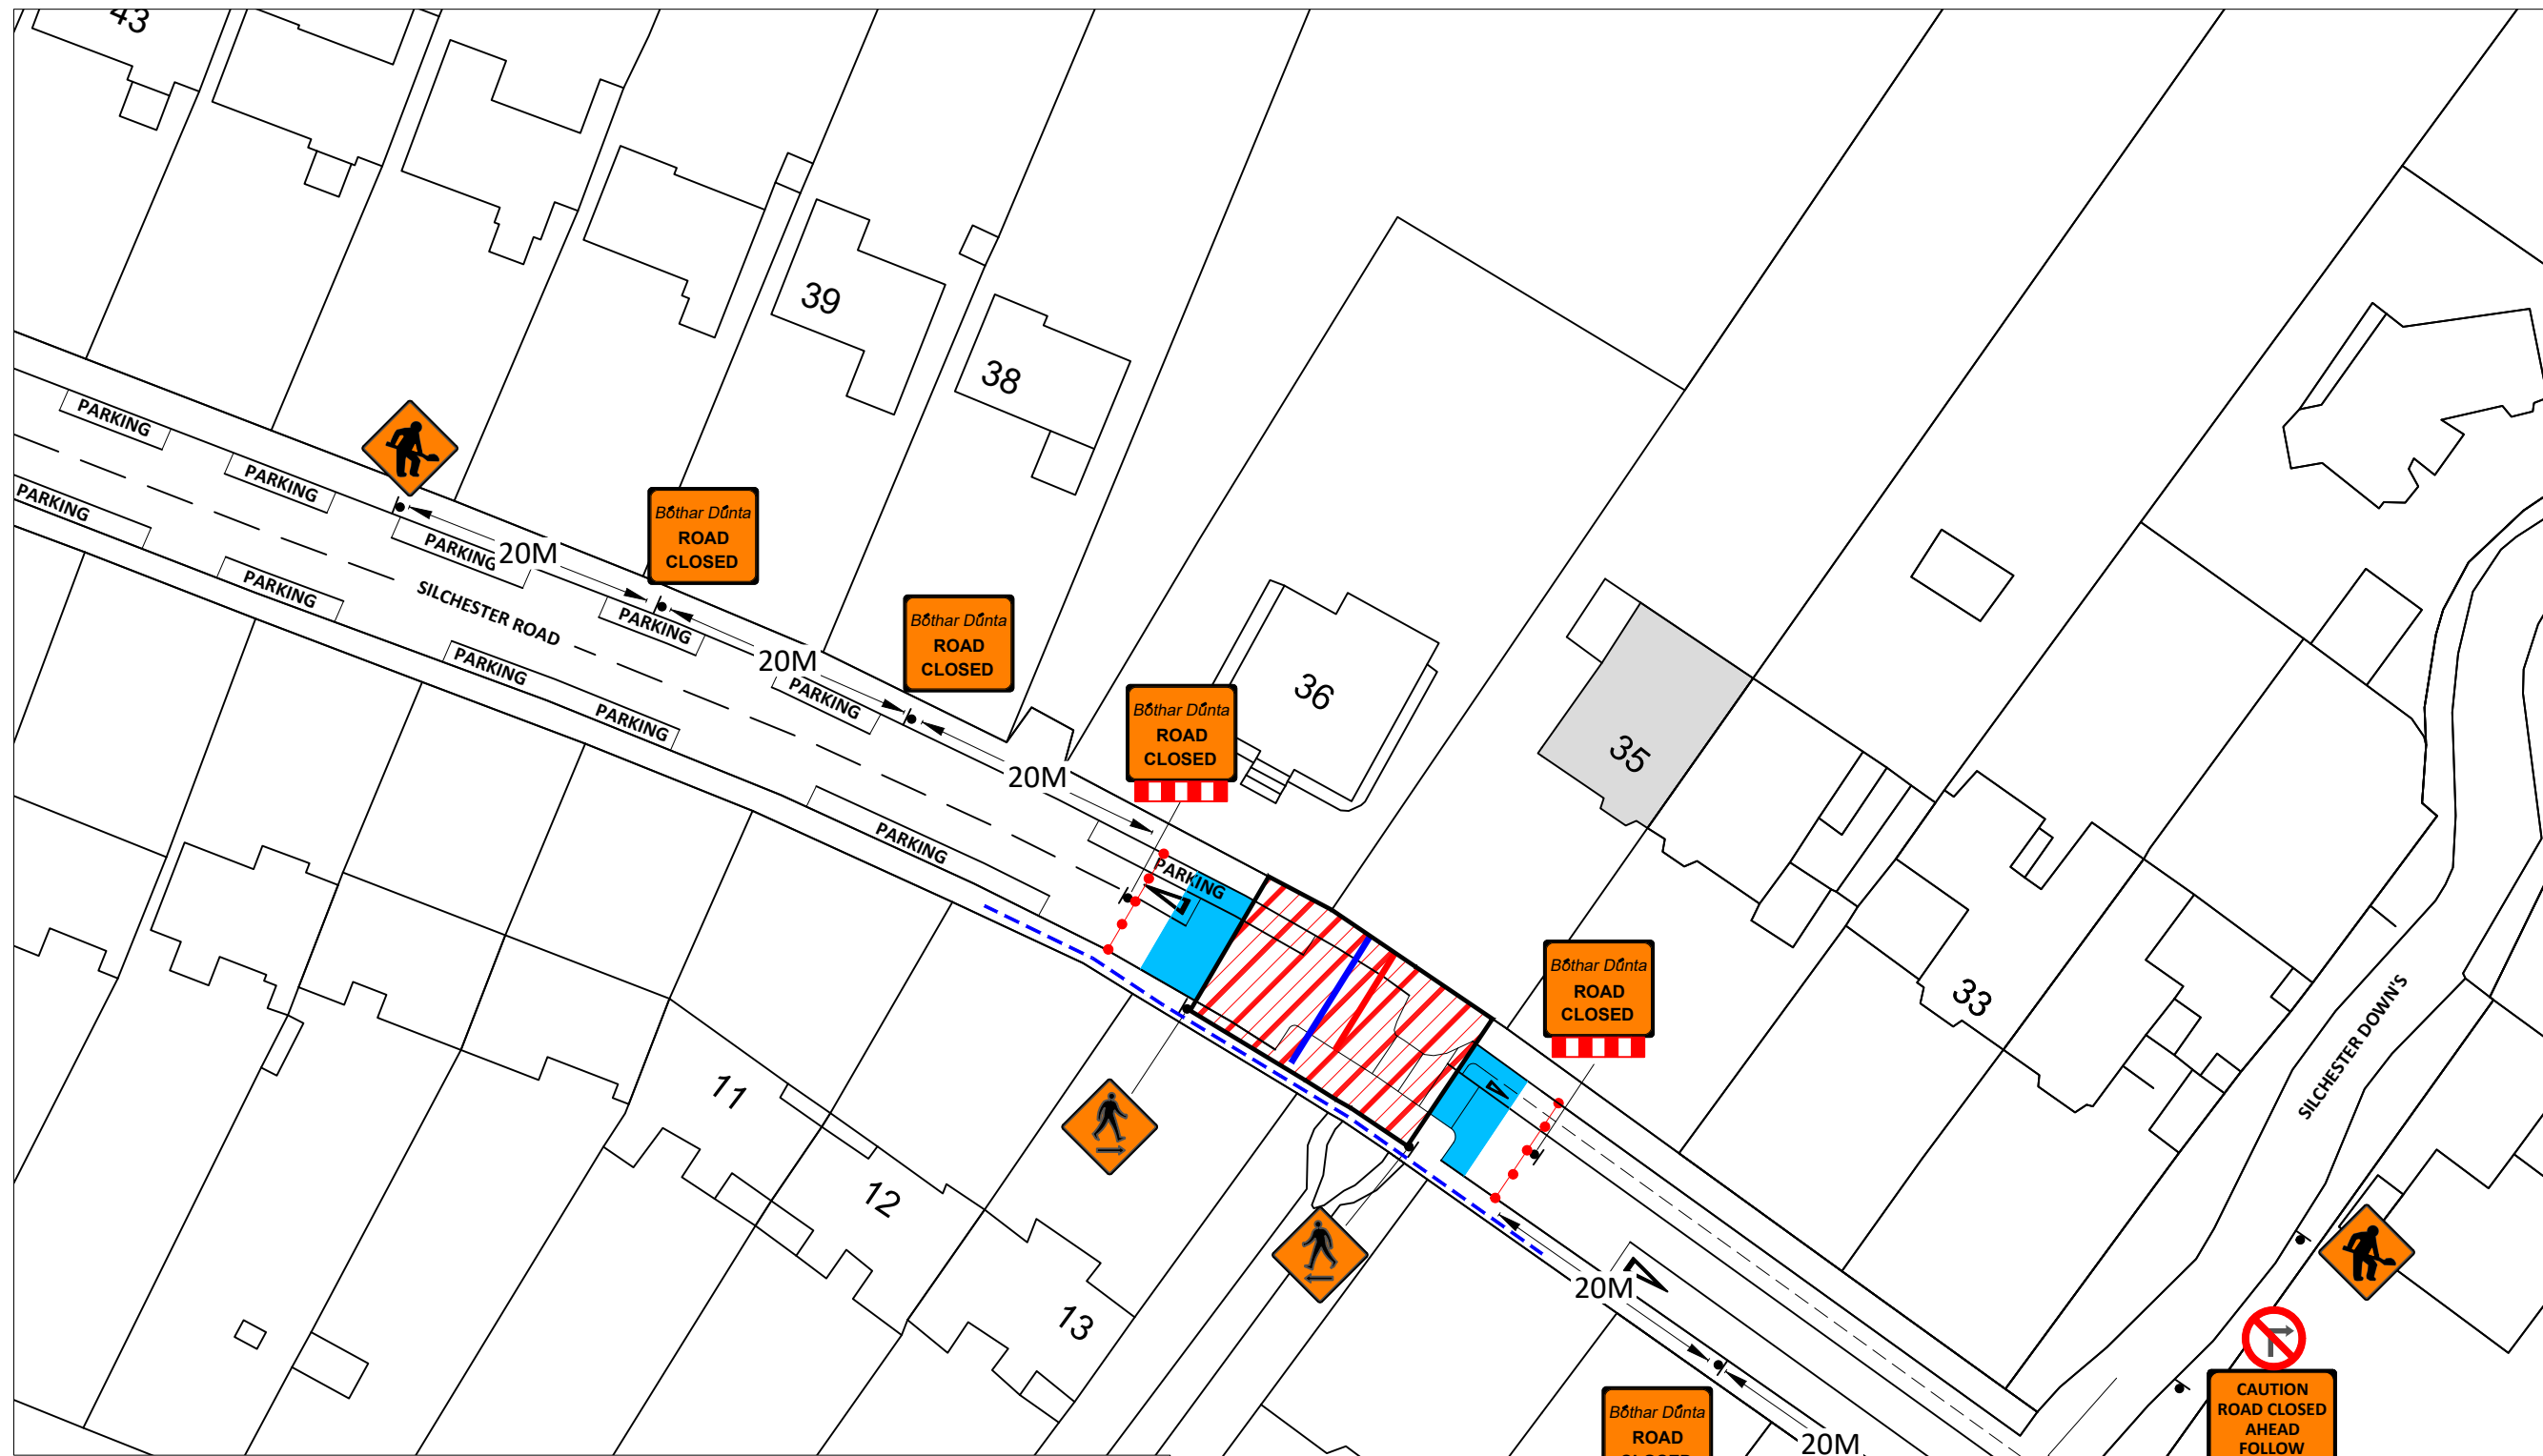 43
39
38
PARKING
PARKING
PARKING
PARKING
PARKING
20M
SILCHESTER ROAD
Bóthar Dúnta
ROAD
CLOSED
PARKING
PARKING
PARKING
20M
PARKING
Bóthar Dúnta
ROAD
CLOSED
20M
PARKING
Bóthar Dúnta
ROAD
CLOSED
PARKING
36
35
33
Bóthar Dúnta
ROAD
CLOSED
11
12
13
SILCHESTER DOWN'S
20M
20M
Bóthar Dúnta
ROAD
CLOSED
CAUTION
ROAD CLOSED
AHEAD
FOLLOW